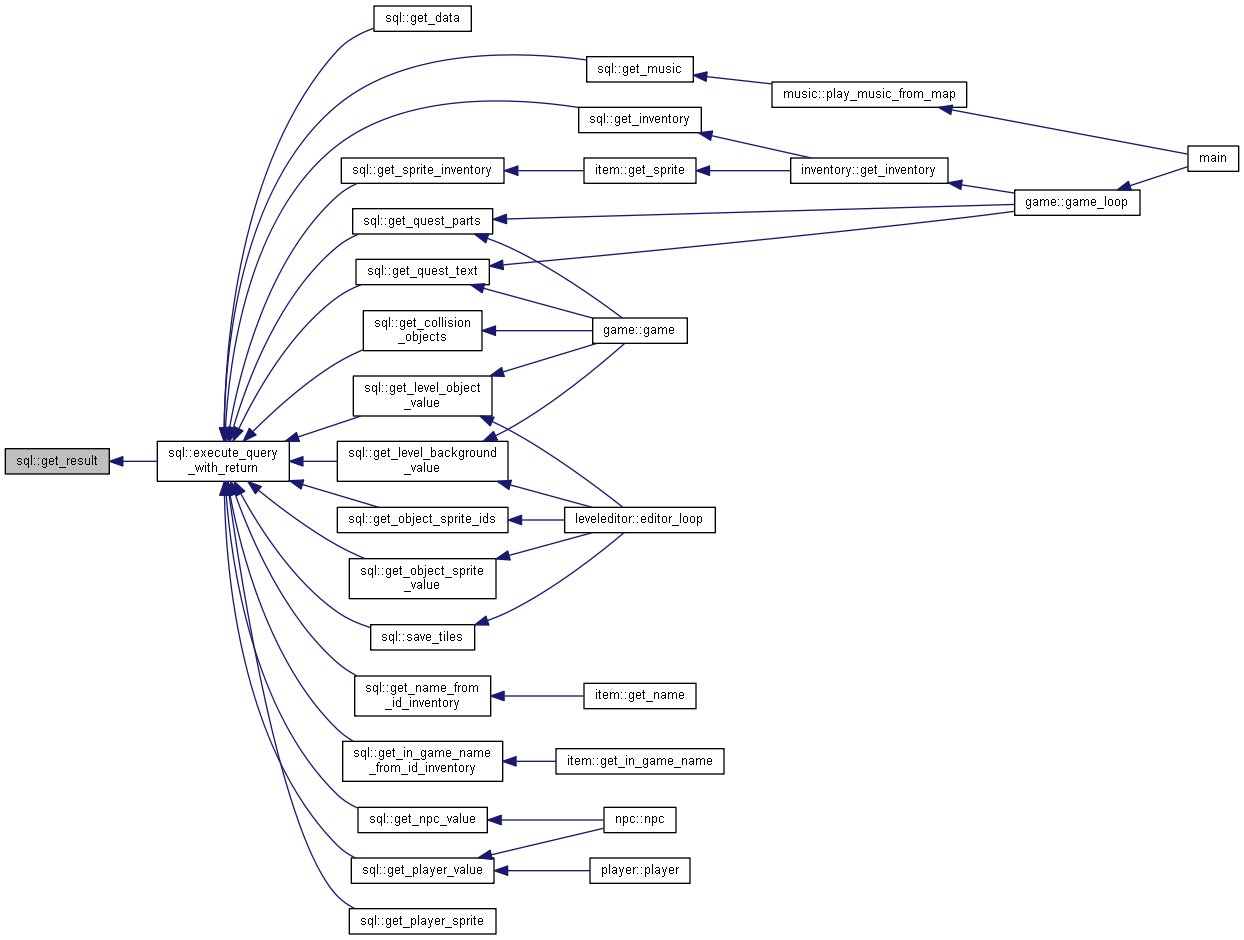 sql::get_data
sql::get_music
music::play_music_from_map
sql::get_inventory
main
sql::get_sprite_inventory
item::get_sprite
inventory::get_inventory
game::game_loop
sql::get_quest_parts
sql::get_quest_text
sql::get_collision
_objects
game::game
sql::get_level_object
_value
sql::get_result
sql::execute_query
_with_return
sql::get_level_background
_value
sql::get_object_sprite_ids
leveleditor::editor_loop
sql::get_object_sprite
_value
sql::save_tiles
sql::get_name_from
_id_inventory
item::get_name
sql::get_in_game_name
_from_id_inventory
item::get_in_game_name
sql::get_npc_value
npc::npc
sql::get_player_value
player::player
sql::get_player_sprite